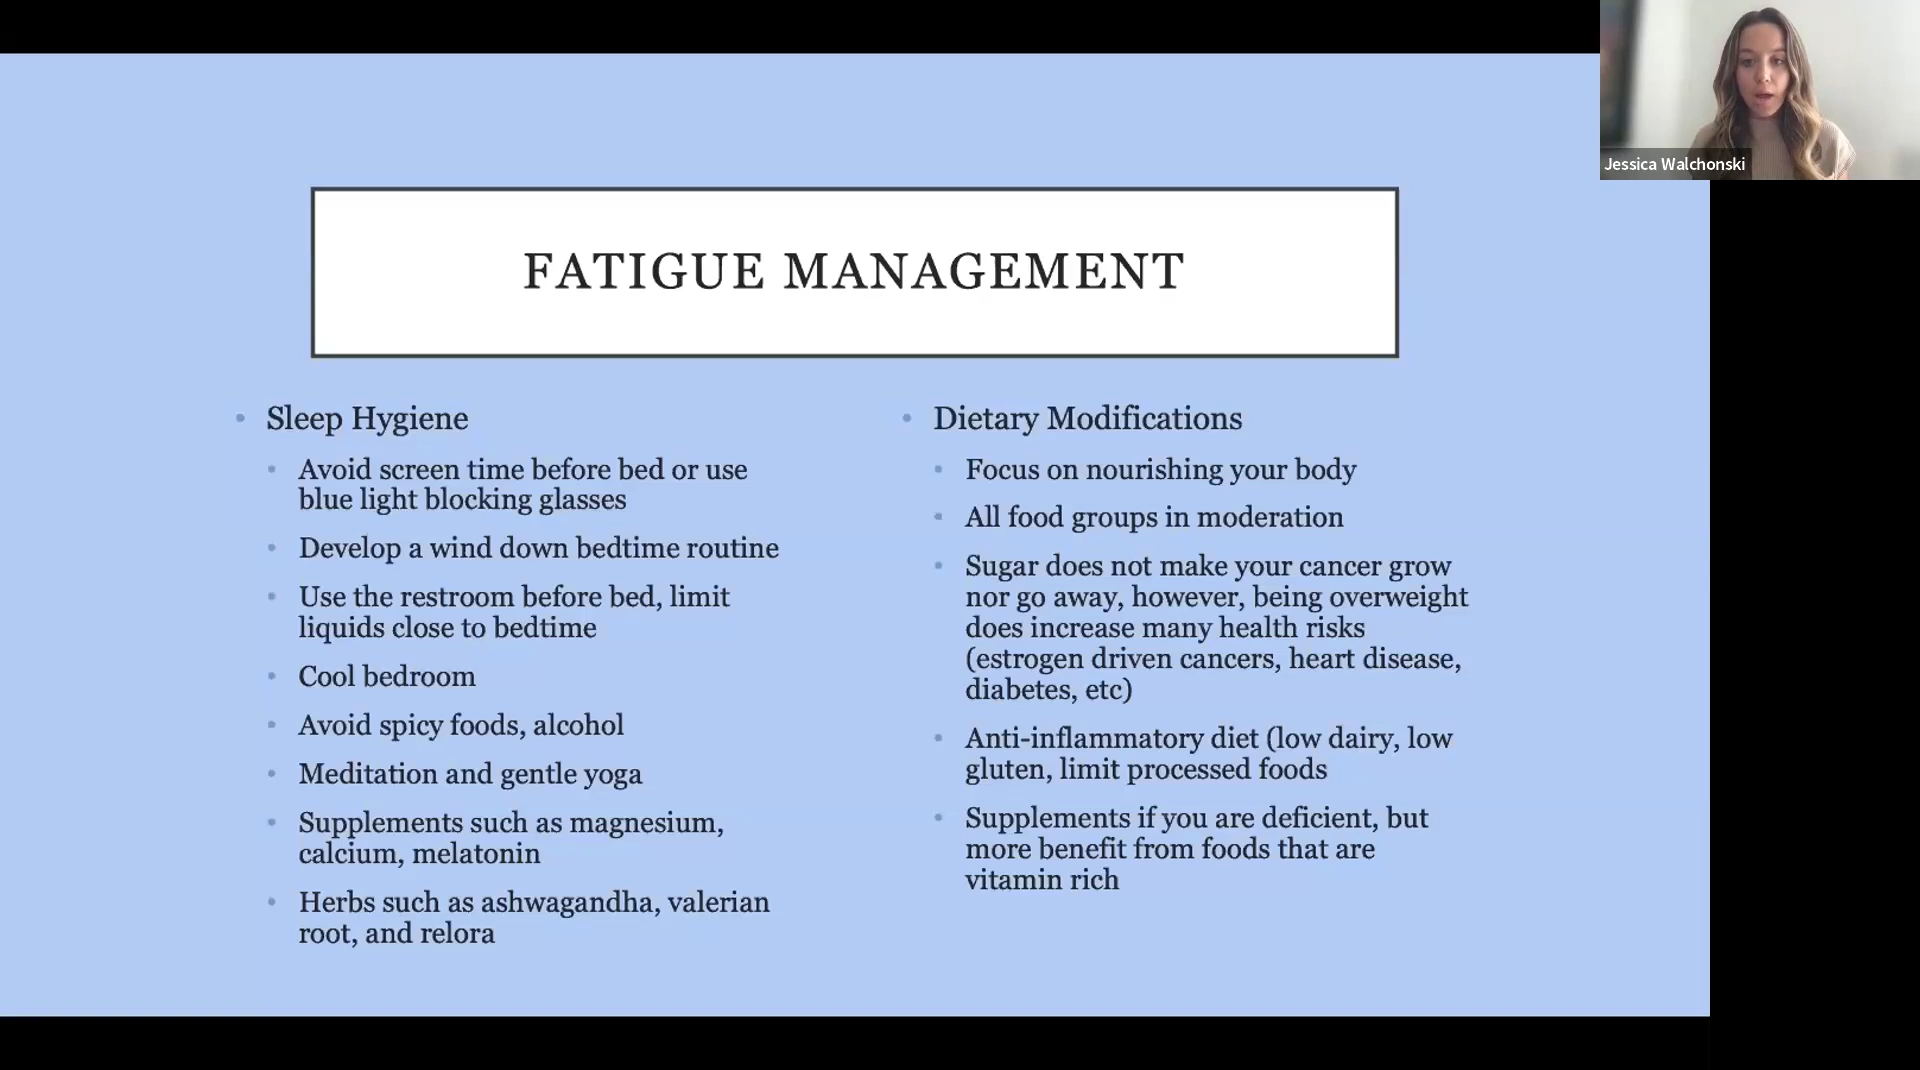 Jessica Walchonski
FATIGUE MANAGEMENT
Sleep Hygiene
Avoid screen time before bed or use
blue light blocking glasses
Develop a wind down bedtime routine
Use the restroom before bed, limit
liquids close to bedtime
Cool bedroom
Avoid spicy foods, alcohol
Meditation and gentle yoga
Supplements such as magnesium,
calcium, melatonin
Herbs such as ashwagandha, valerian
root, and relora
Dietary Modifications
Focus on nourishing your body
All food groups in moderation
Sugar does not make your cancer grow
nor go away, however, being overweight
does increase many health risks
(estrogen driven cancers, heart disease,
diabetes, etc)
Anti-inflammatory diet (low dairy, low
gluten, limit processed foods
Supplements if you are deficient, but
more benefit from foods that are
vitamin rich